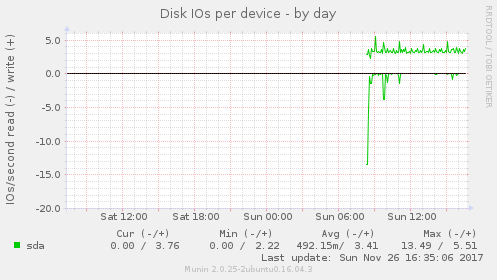 Disk IOs per device - by day
RRDTOOL / TOBI OETIKER
IOs/second read (-) / write (+)
5.0
0.0
-5.0
-10.0
-15.0
-20.0
Sat 12:00 Sat 18:00 Sun 00:00 Sun 06:00 Sun 12:00
Cur (-/+) Min (-/+) Avg (-/+) Max (-/+)
sda 0.00 / 3.76 0.00 / 2.22 492.15m/ 3.41 13.49 / 5.51
Last update: Sun Nov 26 16:35:06 2017
Munin 2.0.25-2ubuntu0.16.04.3